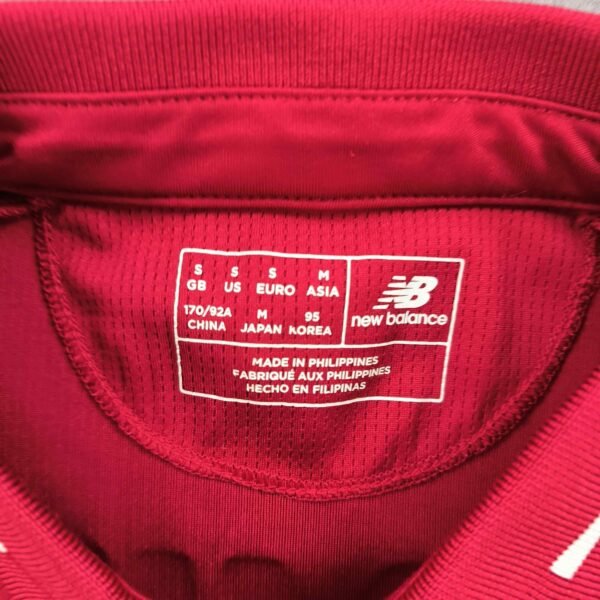 S S S M
GB US EURO ASIA
170/92A M 95
CHINA JAPAN KOREA
NB
new balance
MADE IN PHILIPPINES
FABRIQUÉ AUX PHILIPPINES
HECHO EN FILIPINAS